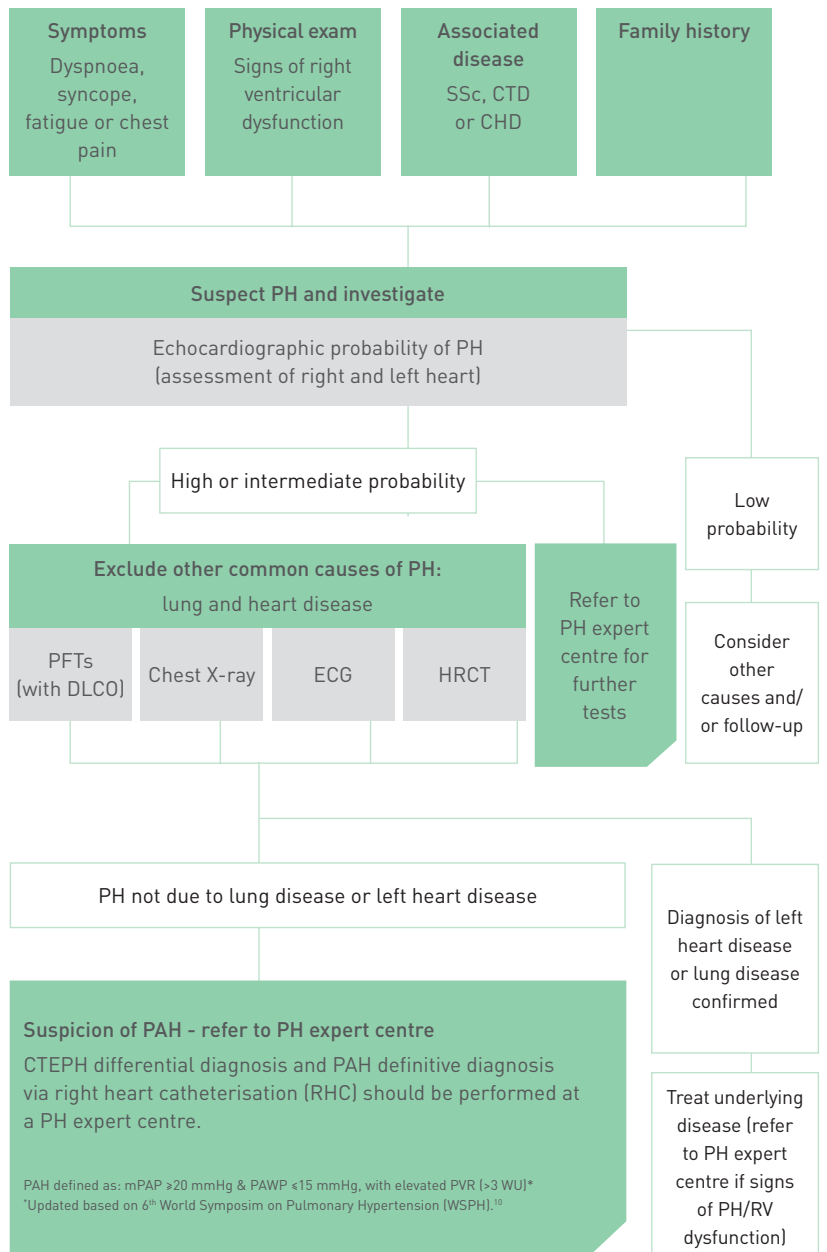 Symptoms
Dyspnoea,
syncope,
fatigue or chest
pain
Physical exam
Signs of right
ventricular
dysfunction
Associated
disease
SSc, CTD
or CHD
Family history
Suspect PH and investigate
Echocardiographic probability of PH
(assessment of right and left heart)
High or intermediate probability
Low
probability
Exclude other common causes of PH:
lung and heart disease
PFTs
(with DLCO)
Chest X-ray
ECG
HRCT
Refer to
PH expert
centre for
further
tests
Consider
other
causes and/
or follow-up
PH not due to lung disease or left heart disease
Diagnosis of left
heart disease
or lung disease
confirmed
Suspicion of PAH - refer to PH expert centre
CTEPH differential diagnosis and PAH definitive diagnosis
via right heart catheterisation (RHC) should be performed at
a PH expert centre.
PAH defined as: mPAP ⩾20 mmHg & PAWP ⩽15 mmHg, with elevated PVR (>3 WU)*
*Updated based on 6th World Symposim on Pulmonary Hypertension (WSPH).10
Treat underlying
disease (refer
to PH expert
centre if signs
of PH/RV
dysfunction)